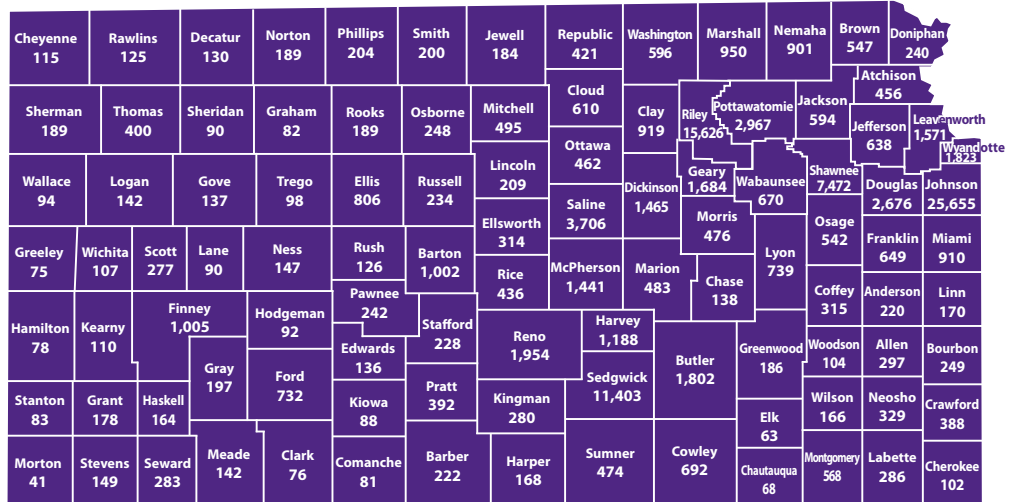 Cheyenne
115
Rawlins
125
Decatur
130
Norton
189
Phillips
204
Smith
200
Jewell
184
Republic
421
Washington
596
Marshall
950
Nemaha
901
Brown
547
Doniphan
240
Atchison
456
Sherman
189
Thomas
400
Sheridan
90
Graham
82
Rooks
189
Osborne
248
Mitchell
495
Cloud
610
Clay
919
Riley
15,626
Pottawatomie
2,967
Jackson
594
Jefferson
638
Leavenworth
1,571
Wyandotte
1,823
Ottawa
462
Wallace
94
Logan
142
Gove
137
Trego
98
Ellis
806
Russell
234
Lincoln
209
Saline
3,706
Dickinson
1,465
Geary
1,684
Wabaunsee
670
Shawnee
7,472
Douglas
2,676
Johnson
25,655
Ellsworth
314
Morris
476
Osage
542
Greeley
75
Wichita
107
Scott
277
Lane
90
Ness
147
Rush
126
Barton
1,002
Rice
436
McPherson
1,441
Marion
483
Chase
138
Lyon
739
Franklin
649
Miami
910
Coffey
315
Anderson
220
Linn
170
Hamilton
78
Kearny
110
Finney
1,005
Hodgeman
92
Pawnee
242
Stafford
228
Reno
1,954
Harvey
1,188
Butler
1,802
Greenwood
186
Woodson
104
Allen
297
Bourbon
249
Gray
197
Ford
732
Edwards
136
Sedgwick
11,403
Stanton
83
Grant
178
Haskell
164
Kiowa
88
Pratt
392
Kingman
280
Elk
63
Wilson
166
Neosho
329
Crawford
388
Morton
41
Stevens
149
Seward
283
Meade
142
Clark
76
Comanche
81
Barber
222
Harper
168
Sumner
474
Cowley
692
Chautauqua
68
Montgomery
568
Labette
286
Cherokee
102